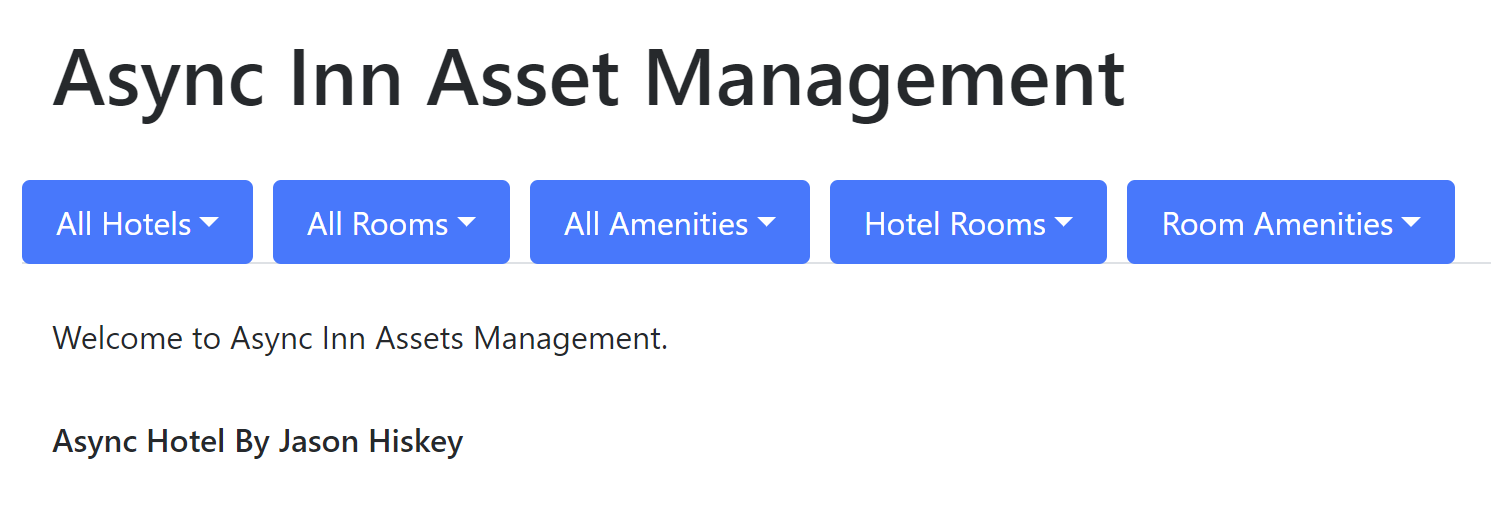 Async Inn Asset Management
All Hotels All Rooms All Amenities Hotel Rooms Room Amenities
Welcome to Async Inn Assets Management.
Async Hotel By Jason Hiskey